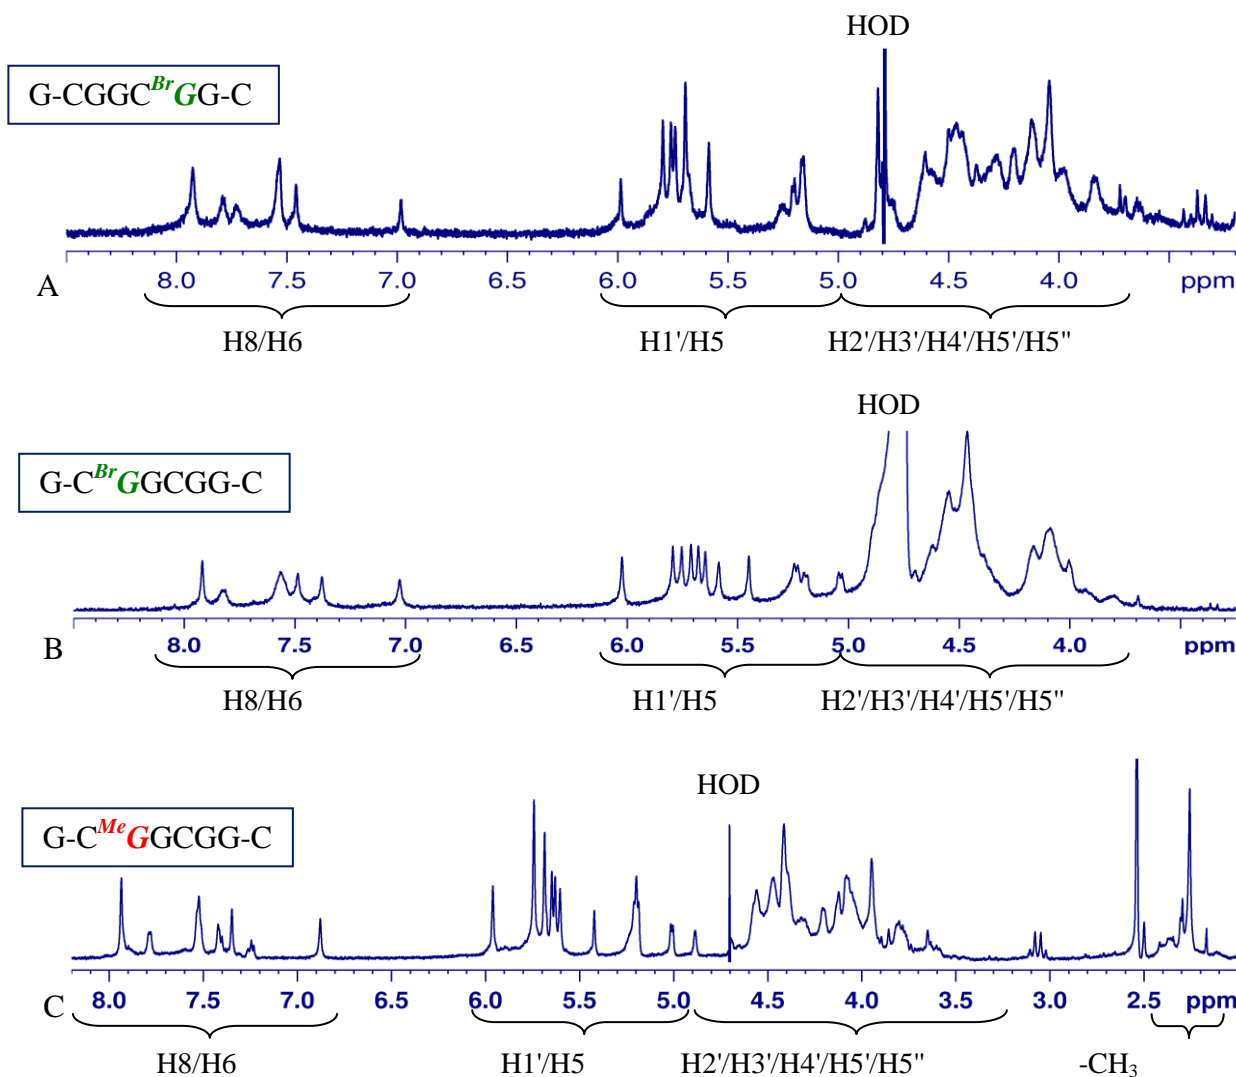 HOD
G-CGGC^BrGG-C
8.0 7.5 7.0 6.5 6.0 5.5 5.0 4.5 4.0 ppm
A
H8/H6 H1'/H5 H2'/H3'/H4'/H5'/H5"
HOD
G-C^BrGGCGG-C
8.0 7.5 7.0 6.5 6.0 5.5 5.0 4.5 4.0 ppm
B
H8/H6 H1'/H5 H2'/H3'/H4'/H5'/H5"
HOD
G-C^MeGGCGG-C
8.0 7.5 7.0 6.5 6.0 5.5 5.0 4.5 4.0 3.5 3.0 2.5 ppm
C
H8/H6 H1'/H5 H2'/H3'/H4'/H5'/H5" -CH₃